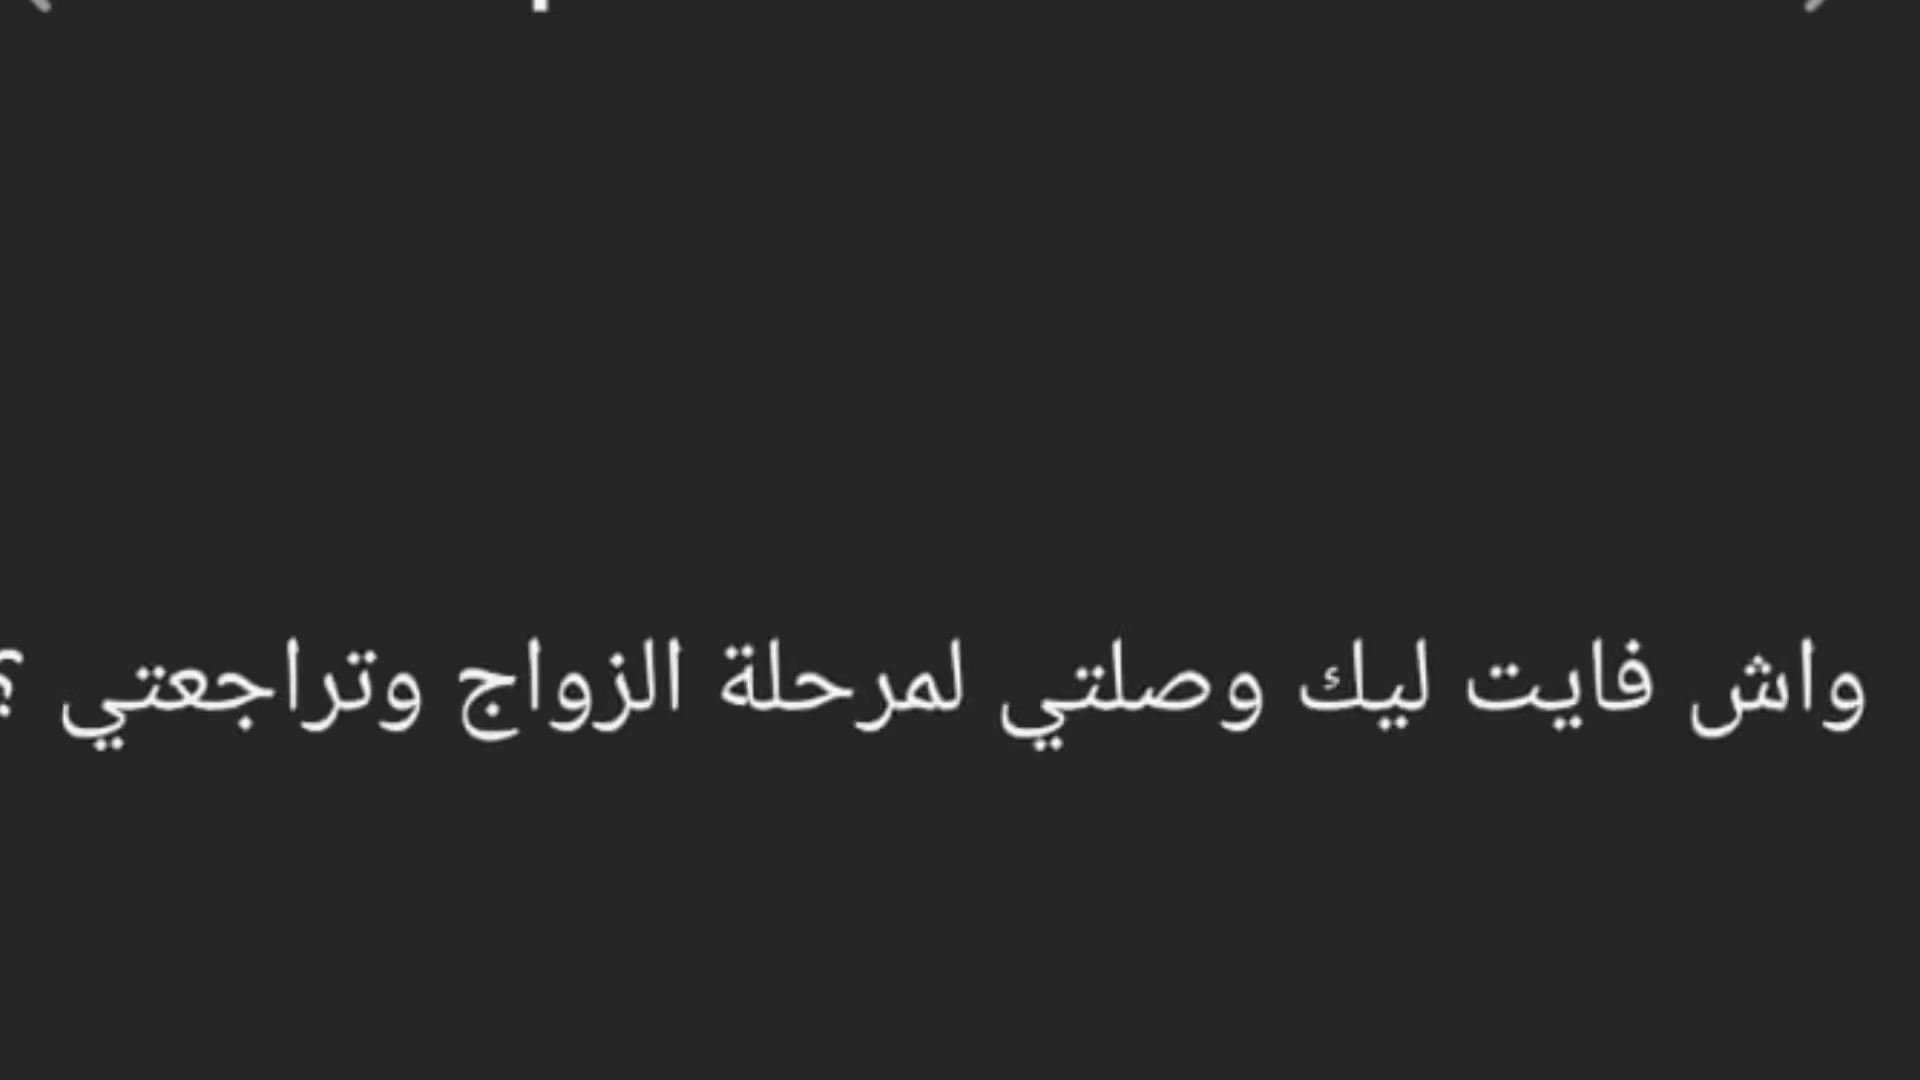 واش فايت ليك وصلتي لمرحلة الزواج وتراجعتي ؟